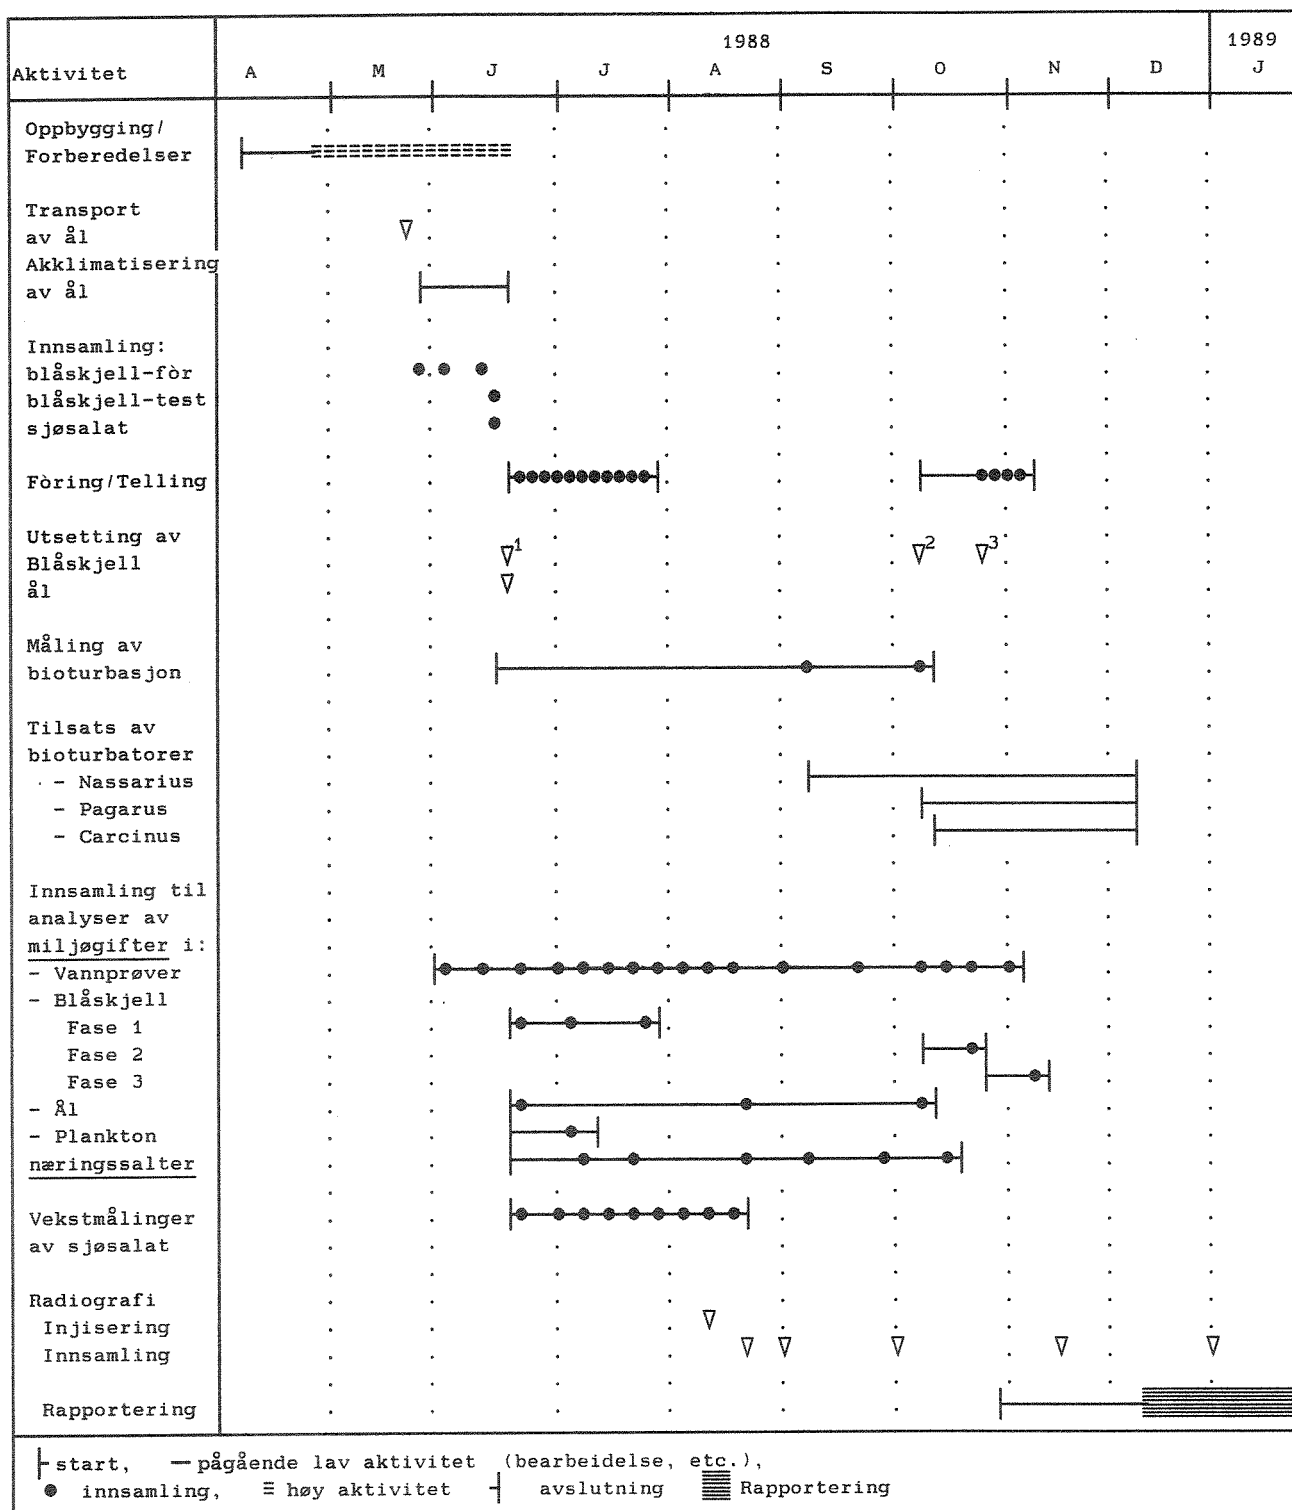 1988
1989
Aktivitet A M J J A S O N D J
Oppbygging/
Forberedelser
Transport
av ål
Akklimatisering
av ål
Innsamling:
blåskjell-fòr
blåskjell-test
sjøsalat
Fòring/Telling
Utsetting av
Blåskjell 1 2 3
ål
Måling av
bioturbasjon
Tilsats av
bioturbatorer
- Nassarius
- Pagarus
- Carcinus
Innsamling til
analyser av
miljøgifter i:
- Vannprøver
- Blåskjell
Fase 1
Fase 2
Fase 3
- Ål
- Plankton
næringssalter
Vekstmålinger
av sjøsalat
Radiografi
Injisering
Innsamling
Rapportering
start, pågående lav aktivitet (bearbeidelse, etc.),
innsamling, høy aktivitet avslutning Rapportering